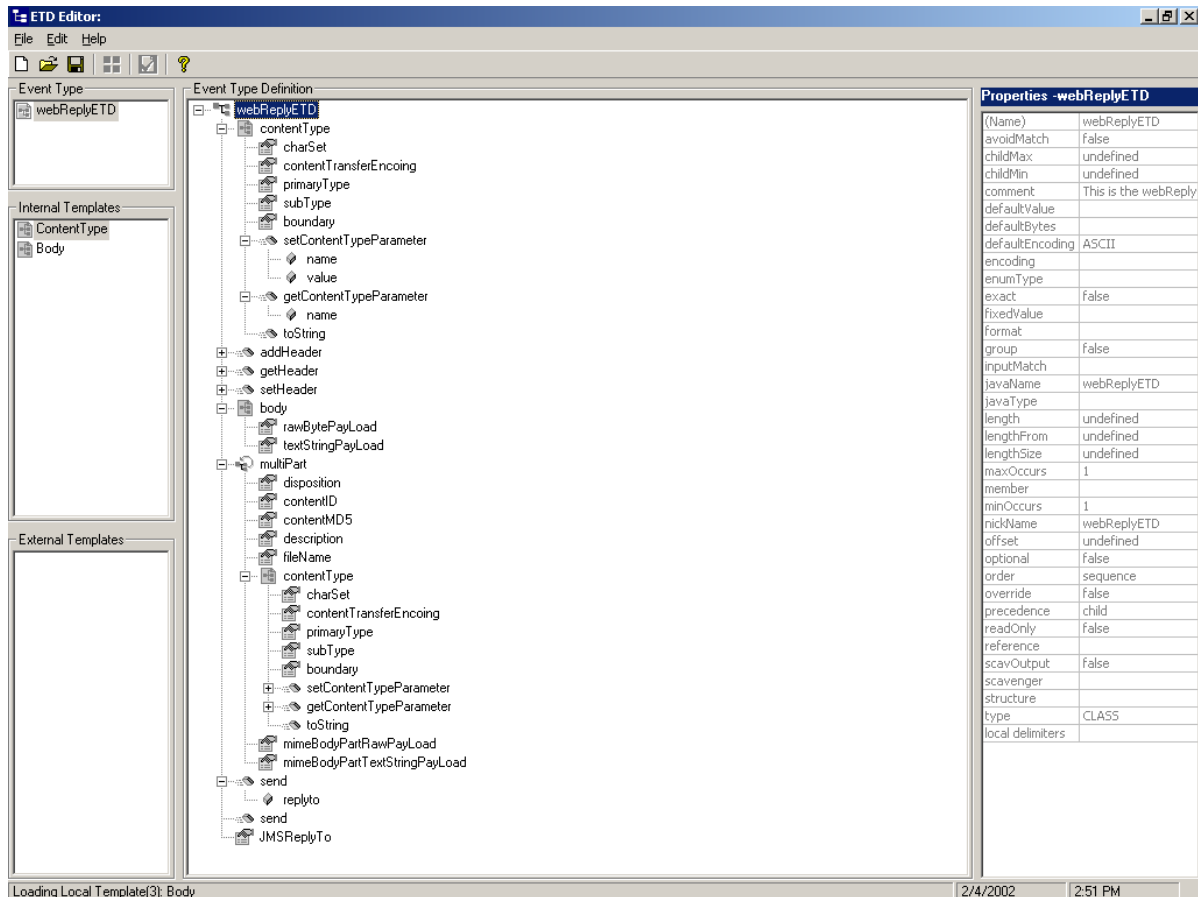 ETD Editor:
File Edit Help
Event Type
webReplyETD
Internal Templates
ContentType
Body
External Templates
Event Type Definition
webReplyETD
contentType
charSet
contentTransferEncoing
primaryType
subType
boundary
setContentTypeParameter
name
value
getContentTypeParameter
name
toString
addHeader
getHeader
setHeader
body
rawBytePayLoad
textStringPayLoad
multiPart
disposition
contentID
contentMD5
description
fileName
contentType
charSet
contentTransferEncoing
primaryType
subType
boundary
setContentTypeParameter
getContentTypeParameter
toString
mimeBodyPartRawPayLoad
mimeBodyPartTextStringPayLoad
send
replyto
send
JMSReplyTo
Properties -webReplyETD
(Name) webReplyETD
avoidMatch false
childMax undefined
childMin undefined
comment This is the webReply
defaultValue
defaultBytes
defaultEncoding ASCII
encoding
enumType
exact false
fixedValue
format
group false
inputMatch
javaName webReplyETD
javaType
length undefined
lengthFrom undefined
lengthSize undefined
maxOccurs 1
member
minOccurs 1
nickName webReplyETD
offset undefined
optional false
order sequence
override false
precedence child
readOnly false
reference
scavOutput false
scavenger
structure
type CLASS
local delimiters
Loading Local Template(3): Body 2/4/2002 2:51 PM